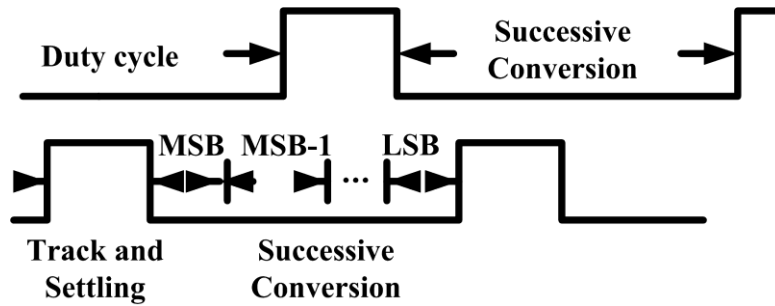 Duty cycle
Successive
Conversion
MSB MSB-1 ... LSB
Track and
Settling
Successive
Conversion